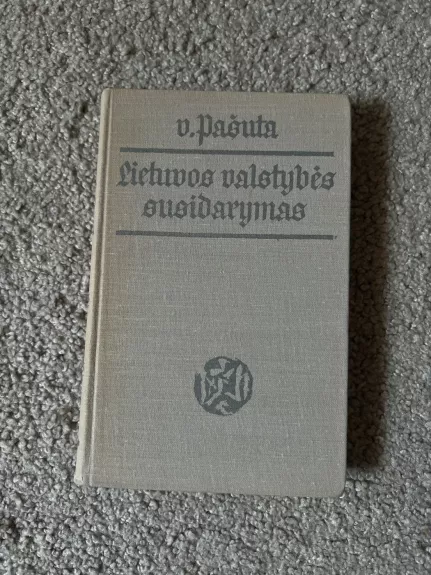 v. Pašuta
Lietuvos valstybės
susidarymas